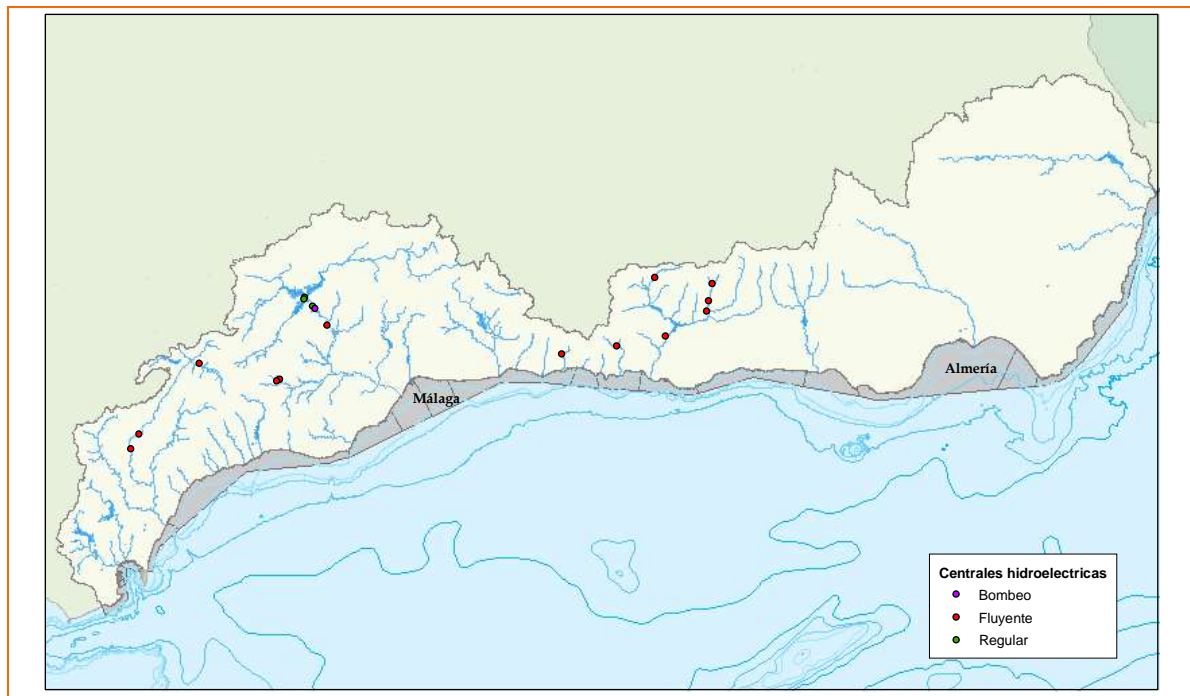 Almería
Málaga
Centrales hidroelectricas
Bombeo
Fluyente
Regular